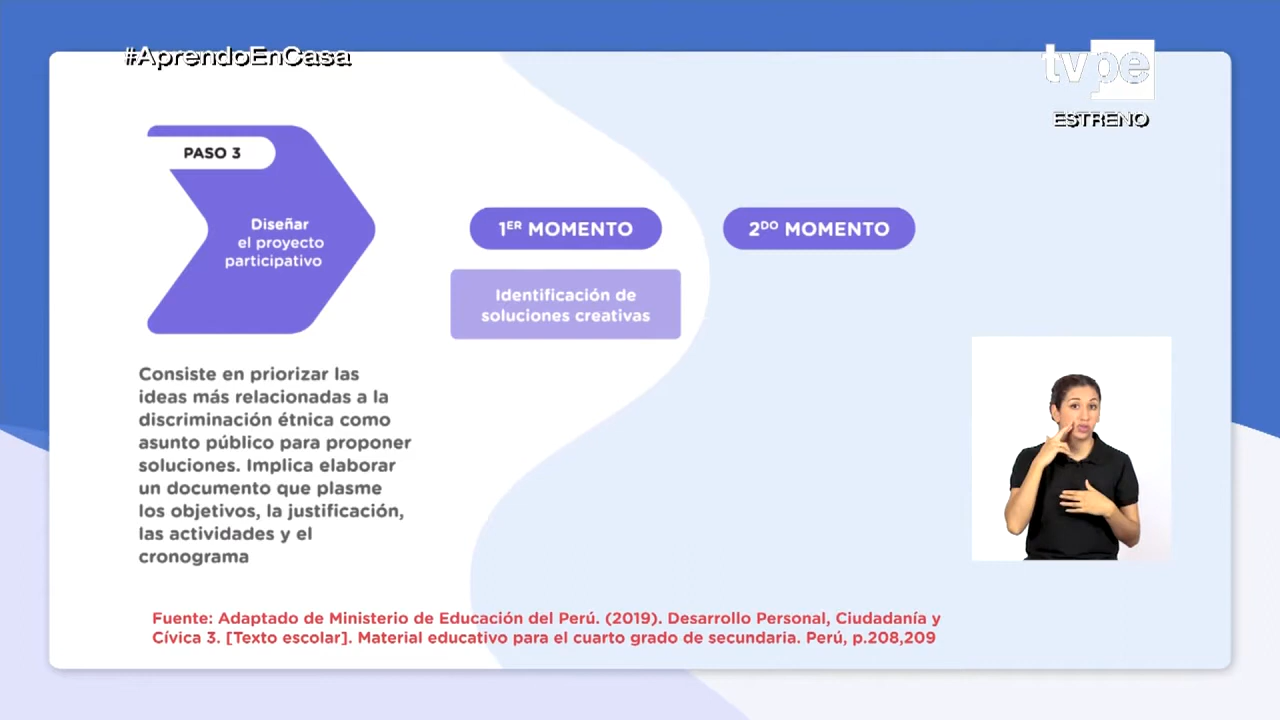 #AprendoEnCasa
tvpe
ESTRENO
PASO 3
Diseñar
el proyecto
participativo
1ER MOMENTO
2DO MOMENTO
Identificación de
soluciones creativas
Consiste en priorizar las
ideas más relacionadas a la
discriminación étnica como
asunto público para proponer
soluciones. Implica elaborar
un documento que plasme
los objetivos, la justificación,
las actividades y el
cronograma
Fuente: Adaptado de Ministerio de Educación del Perú. (2019). Desarrollo Personal, Ciudadanía y
Cívica 3. [Texto escolar]. Material educativo para el cuarto grado de secundaria. Perú, p.208,209